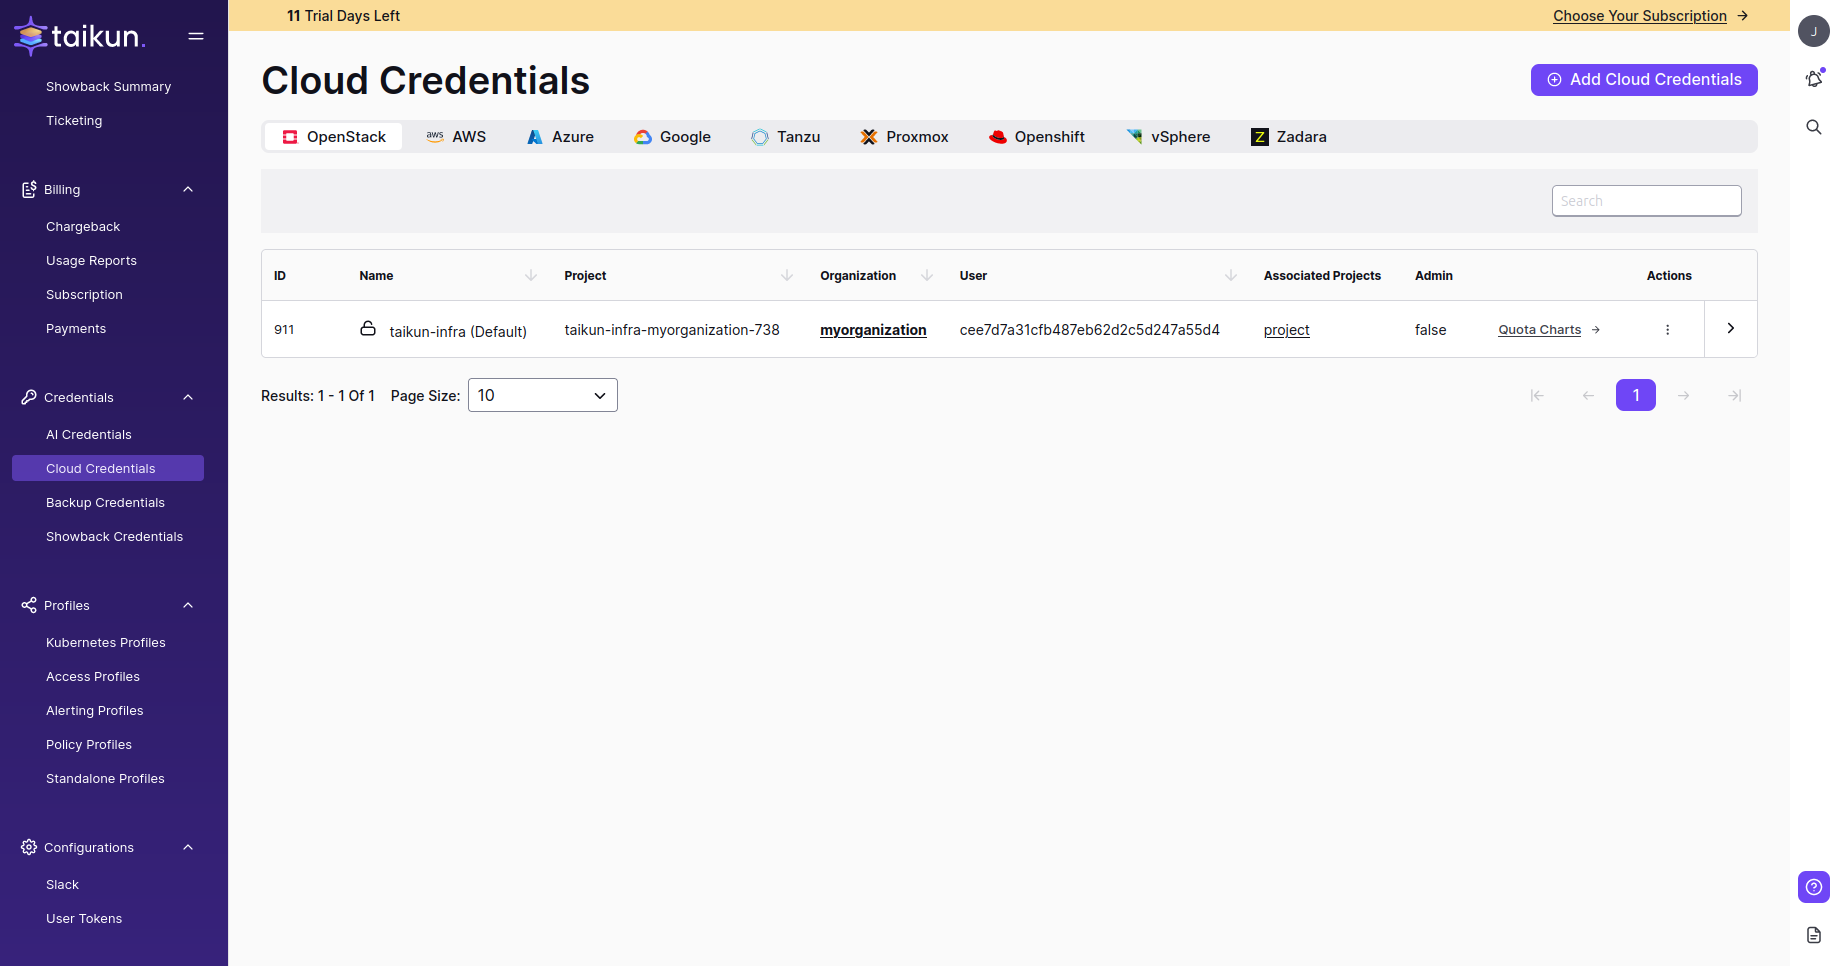 taikun.
Showback Summary
Ticketing
Billing
Chargeback
Usage Reports
Subscription
Payments
Credentials
AI Credentials
Cloud Credentials
Backup Credentials
Showback Credentials
Profiles
Kubernetes Profiles
Access Profiles
Alerting Profiles
Policy Profiles
Standalone Profiles
Configurations
Slack
User Tokens
11 Trial Days Left Choose Your Subscription
J
Cloud Credentials Add Cloud Credentials
OpenStack aws AWS Azure Google Tanzu Proxmox Openshift vSphere Z Zadara
Search
ID Name Project Organization User Associated Projects Admin Actions
911 taikun-infra (Default) taikun-infra-myorganization-738 myorganization cee7d7a31cfb487eb62d2c5d247a55d4 project false Quota Charts
Results: 1 - 1 Of 1 Page Size: 10 1